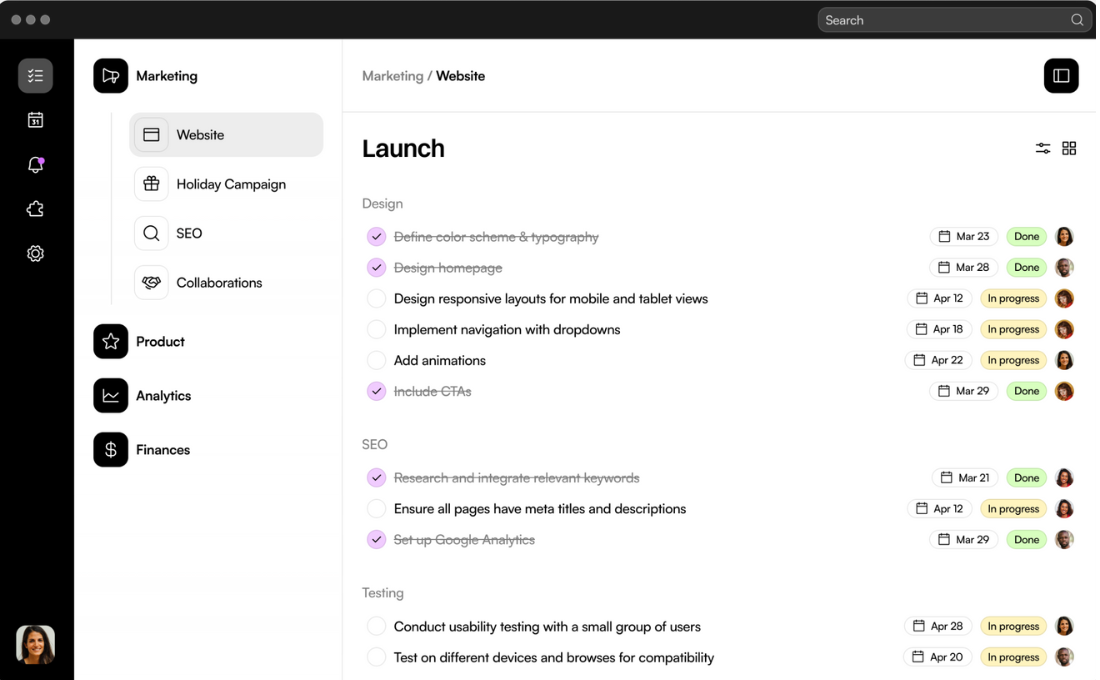 Search
Marketing
Marketing / Website
31
Website
Launch
Holiday Campaign
SEO
Collaborations
Product
Analytics
$ Finances
Design
Define color scheme & typography Mar 23 Done
Design homepage Mar 28 Done
Design responsive layouts for mobile and tablet views Apr 12 In progress
Implement navigation with dropdowns Apr 18 In progress
Add animations Apr 22 In progress
Include CTAs Mar 29 Done
SEO
Research and integrate relevant keywords Mar 21 Done
Ensure all pages have meta titles and descriptions Apr 12 In progress
Set up Google Analytics Mar 29 Done
Testing
Conduct usability testing with a small group of users Apr 28 In progress
Test on different devices and browses for compatibility Apr 20 In progress